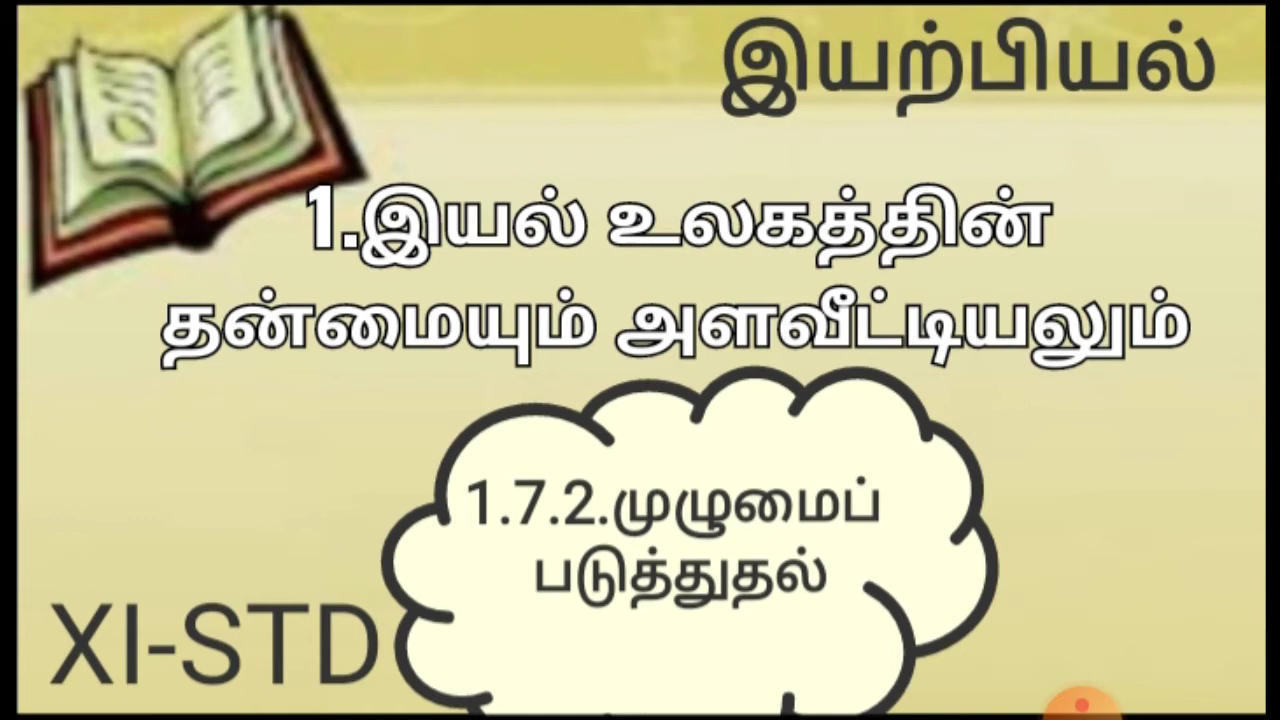 இயற்பியல்
1.இயல் உலகத்தின்
தன்மையும் அளவீட்டியலும்
1.7.2.முழுமைப்
படுத்துதல்
XI-STD